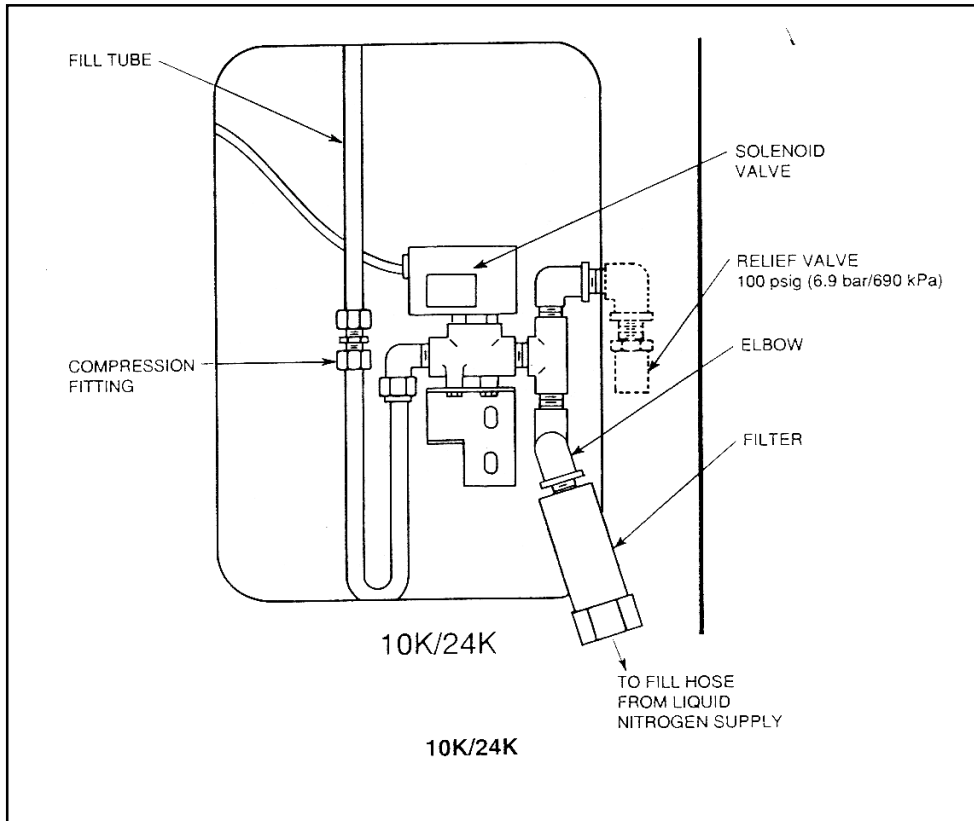 FILL TUBE
SOLENOID
VALVE
RELIEF VALVE
100 psig (6.9 bar/690 kPa)
COMPRESSION
FITTING
ELBOW
FILTER
10K/24K
TO FILL HOSE
FROM LIQUID
NITROGEN SUPPLY
10K/24K